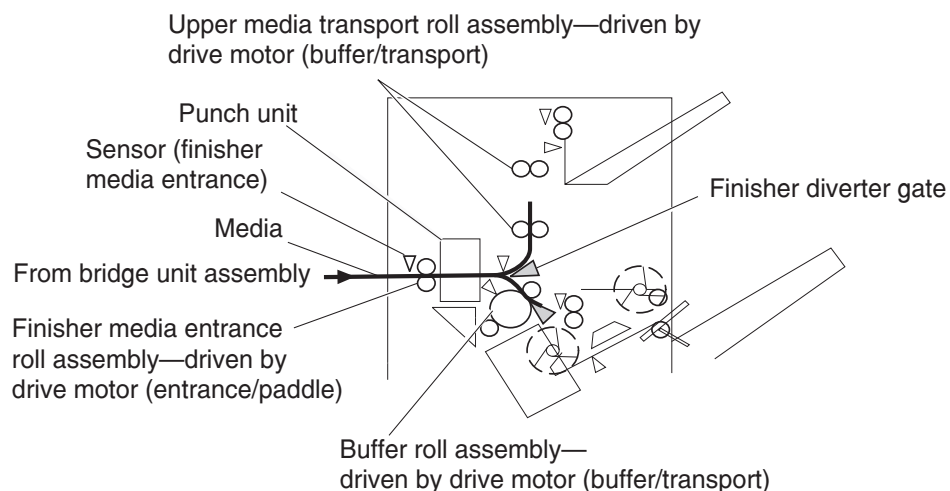 Upper media transport roll assembly—driven by
drive motor (buffer/transport)
Punch unit
Sensor (finisher
media entrance)
Finisher diverter gate
Media
From bridge unit assembly
Finisher media entrance
roll assembly—driven by
drive motor (entrance/paddle)
Buffer roll assembly—
driven by drive motor (buffer/transport)